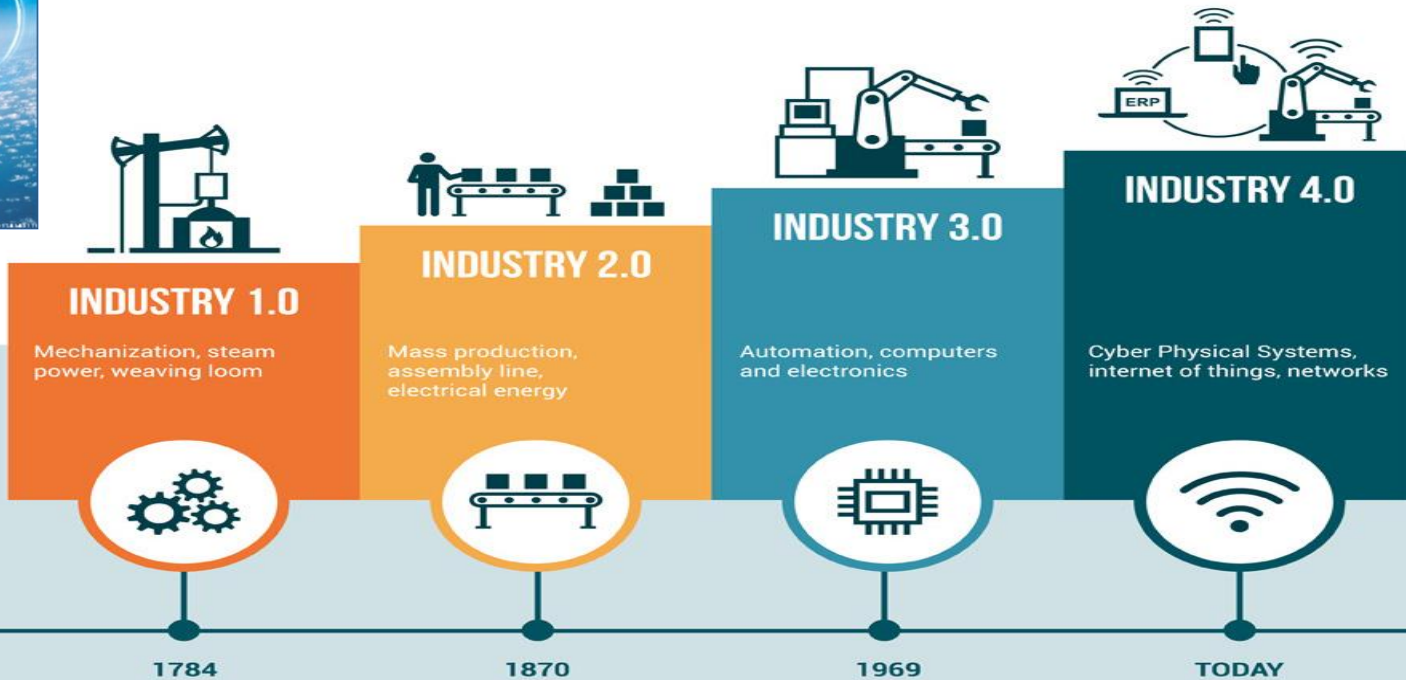 ERP
INDUSTRY 1.0
Mechanization, steam
power, weaving loom
INDUSTRY 2.0
Mass production,
assembly line,
electrical energy
INDUSTRY 3.0
Automation, computers
and electronics
INDUSTRY 4.0
Cyber Physical Systems,
internet of things, networks
1784
1870
1969
TODAY